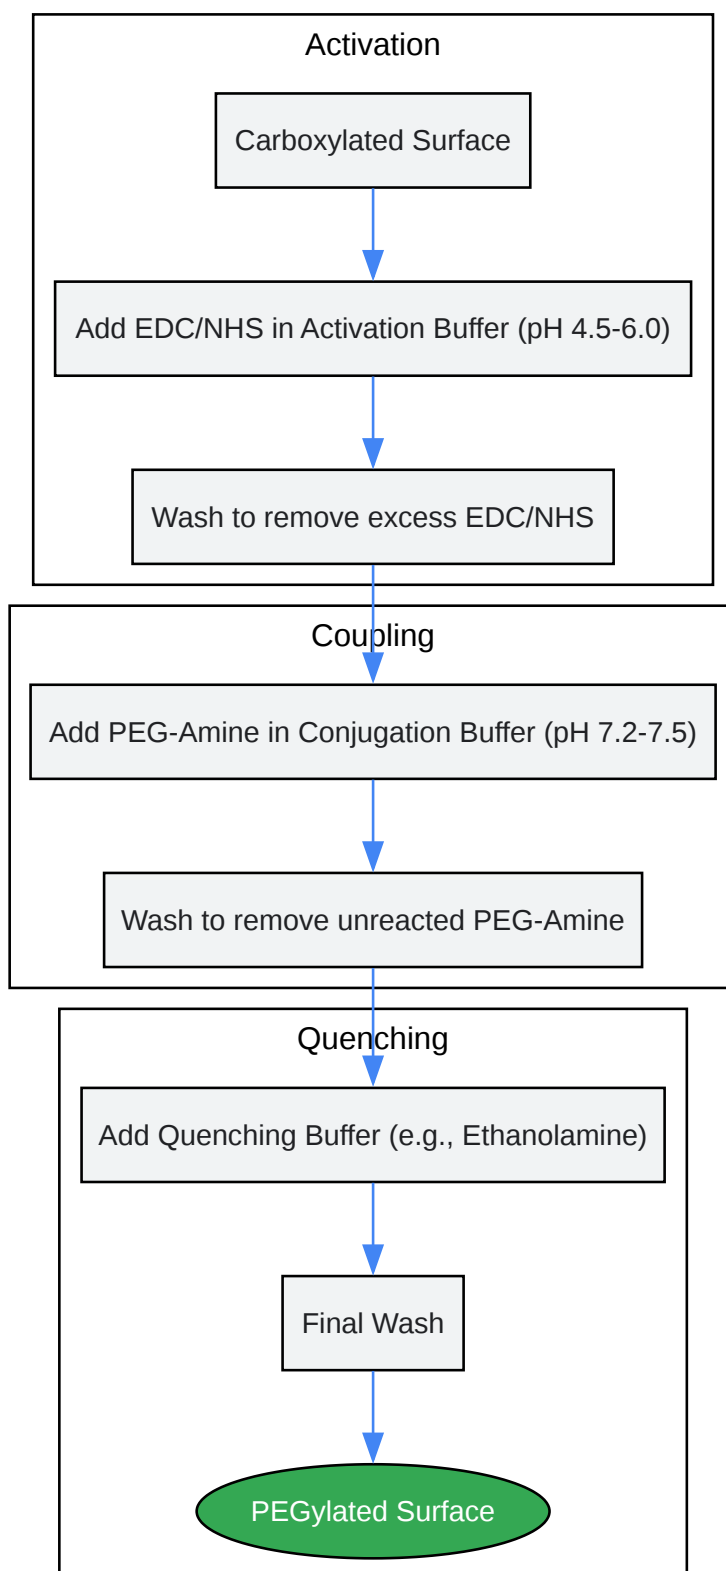 Activation
Carboxylated Surface
Add EDC/NHS in Activation Buffer (pH 4.5-6.0)
Wash to remove excess EDC/NHS
Coupling
Add PEG-Amine in Conjugation Buffer (pH 7.2-7.5)
Wash to remove unreacted PEG-Amine
Quenching
Add Quenching Buffer (e.g., Ethanolamine)
Final Wash
PEGylated Surface